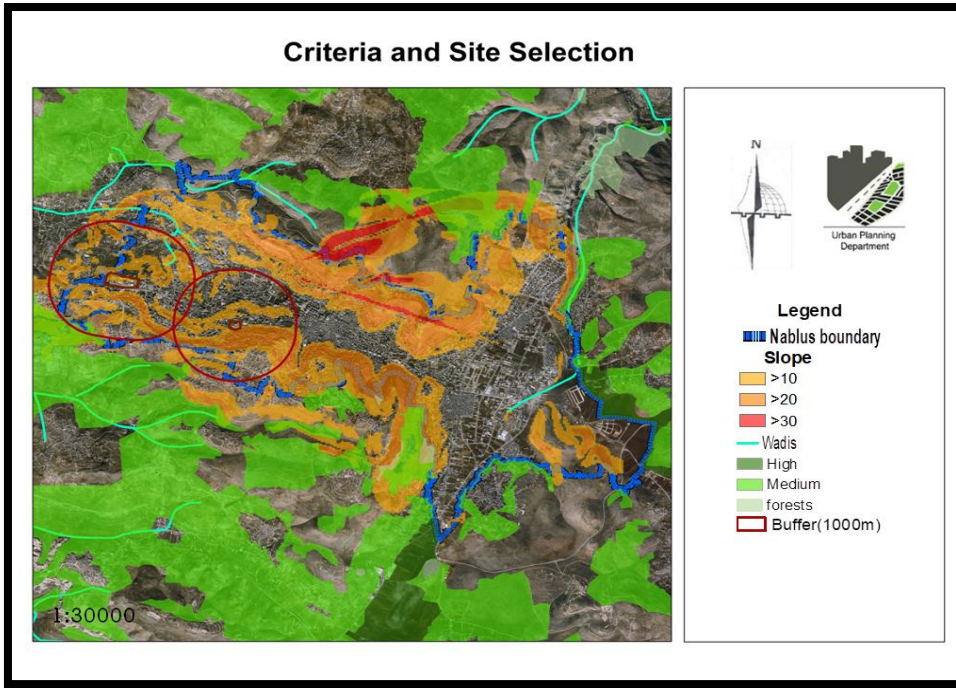 Criteria and Site Selection
1:30000
N
Urban Planning
Department
Legend
Nablus boundary
Slope
>10
>20
>30
Wadis
High
Medium
forests
Buffer(1000m)